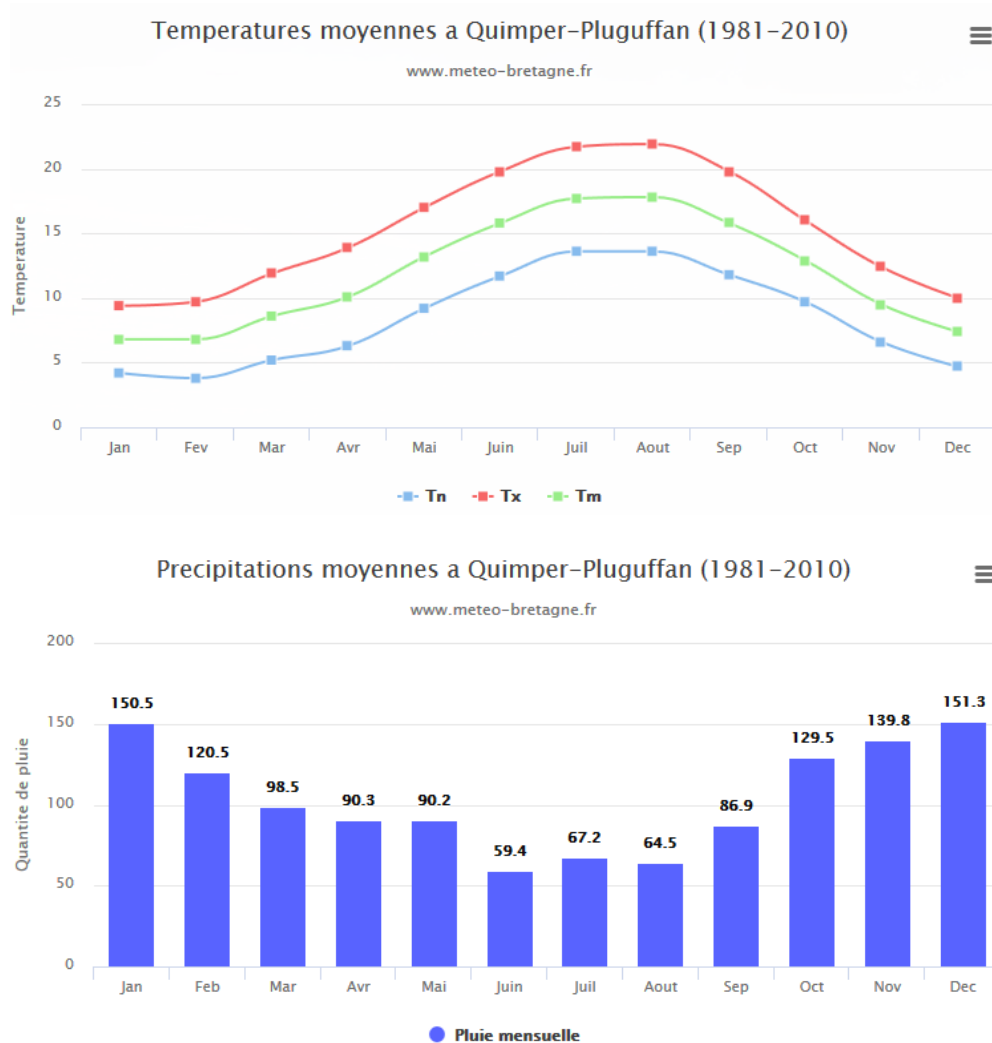 Temperatures moyennes a Quimper-Pluguffan (1981-2010)
www.meteo-bretagne.fr
25
20
15
10
5
0
Temperature
Jan Fev Mar Avr Mai Juin Juil Aout Sep Oct Nov Dec
Tn Tx Tm
Precipitations moyennes a Quimper-Pluguffan (1981-2010)
www.meteo-bretagne.fr
200
150
100
50
0
Quantite de pluie
150.5 120.5 98.5 90.3 90.2 59.4 67.2 64.5 86.9 129.5 139.8 151.3
Jan Feb Mar Avr Mai Juin Juil Aout Sep Oct Nov Dec
Pluie mensuelle